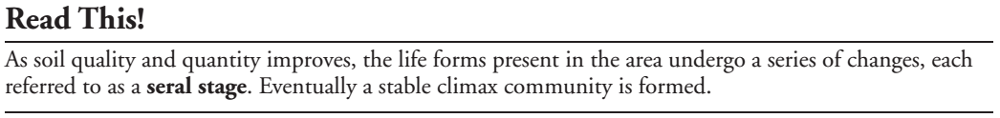 Read This!
As soil quality and quantity improves, the life forms present in the area undergo a series of changes, each
referred to as a seral stage. Eventually a stable climax community is formed.